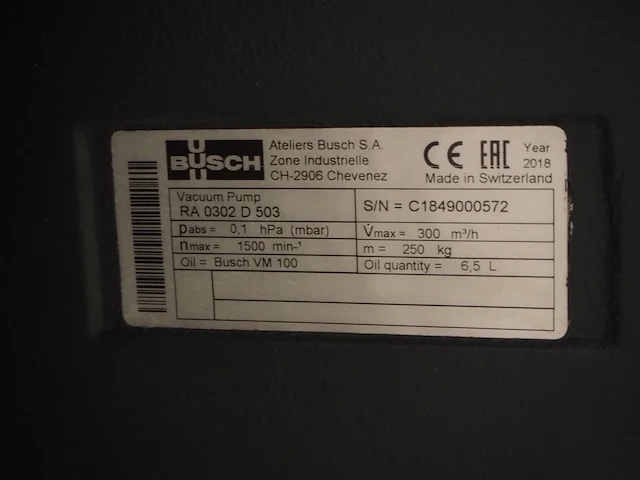 BUSCH
Ateliers Busch S.A.
Zone Industrielle
CH-2906 Chevenez
CE EAC Year
2018
Made in Switzerland
Vacuum Pump
RA 0302 D 503
S/N = C1849000572
pabs = 0,1 hPa (mbar)
V̇max = 300 m³/h
nmax = 1500 min-¹
m = 250 kg
Oil = Busch VM 100
Oil quantity = 6,5 L